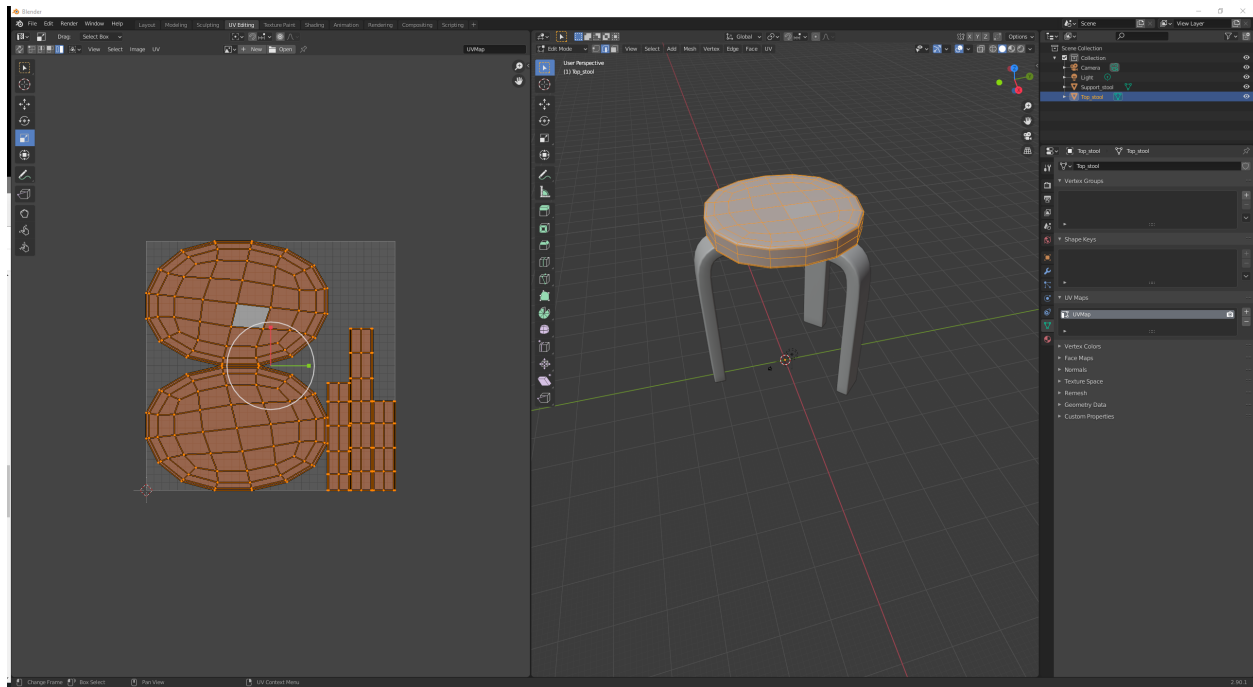 Blender
File Edit Render Window Help Layout Modeling Sculpting UV Editing Texture Paint Shading Animation Rendering Compositing Scripting + Scene View Layer
Drag: Select Box Global Options
View Select Image UV + New Open UVMap Edit Mode View Select Add Mesh Vertex Edge Face UV X Y Z
User Perspective
(1) Top_stool
Scene Collection
Collection
Camera
Light
Support_stool
Top_stool
Top_stool Top_stool
Top_stool
Vertex Groups
Shape Keys
UV Maps
UVMap
Vertex Colors
Face Maps
Normals
Texture Space
Remesh
Geometry Data
Custom Properties
Change Frame Box Select Pan View UV Context Menu 2.90.1